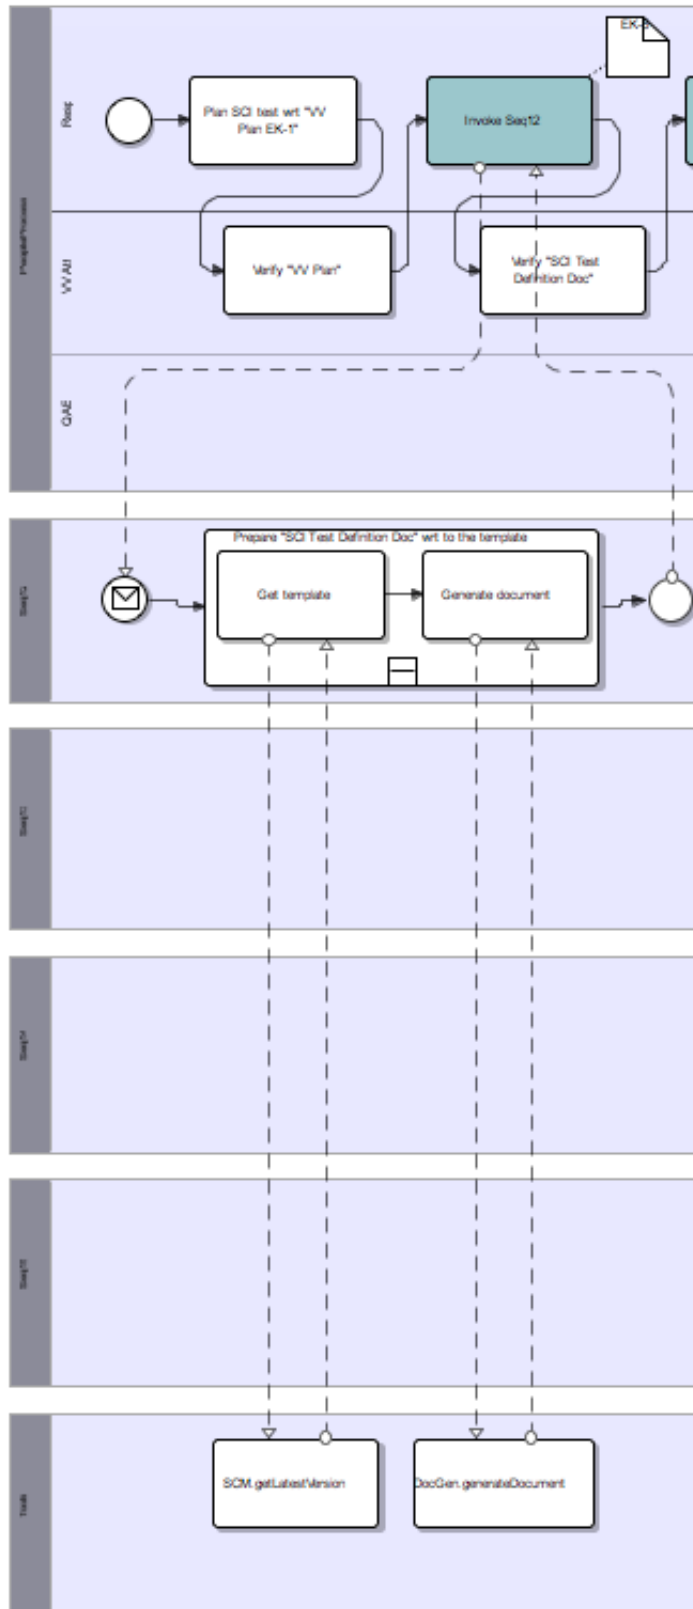 EK-
Resp
Plan SCI test wrt "VV
Plan EK-1"
Invoke Seq12
VV Att
Verify "VV Plan"
Verify "SCI Test
Definition Doc"
QAE
Prepare "SCI Test Definition Doc" wrt to the template
Get template
Generate document
Tools
SCM.getLatestVersion
DocGen.generateDocument